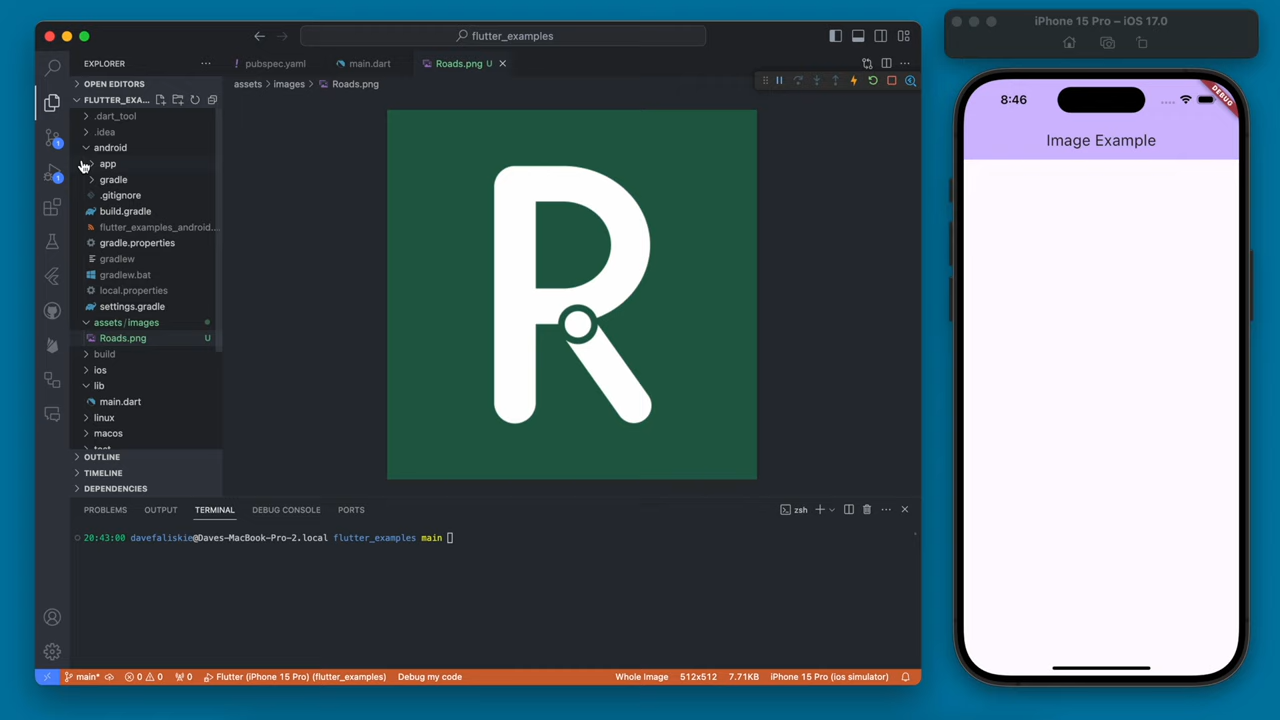 flutter_examples
iPhone 15 Pro – iOS 17.0
EXPLORER
pubspec.yaml
main.dart
Roads.png U
OPEN EDITORS
assets > images > Roads.png
FLUTTER_EXA...
.dart_tool
.idea
android
app
gradle
.gitignore
build.gradle
flutter_examples_android...
gradle.properties
gradlew
gradlew.bat
local.properties
settings.gradle
assets/images
Roads.png U
build
ios
lib
main.dart
linux
macos
OUTLINE
TIMELINE
DEPENDENCIES
R
8:46
DEBUG
Image Example
PROBLEMS OUTPUT TERMINAL DEBUG CONSOLE PORTS
zsh
20:43:00 davefaliskie@Daves-MacBook-Pro-2.local flutter_examples main
main* 0 0 0 Flutter (iPhone 15 Pro) (flutter_examples) Debug my code Whole Image 512x512 7.71KB iPhone 15 Pro (ios simulator)